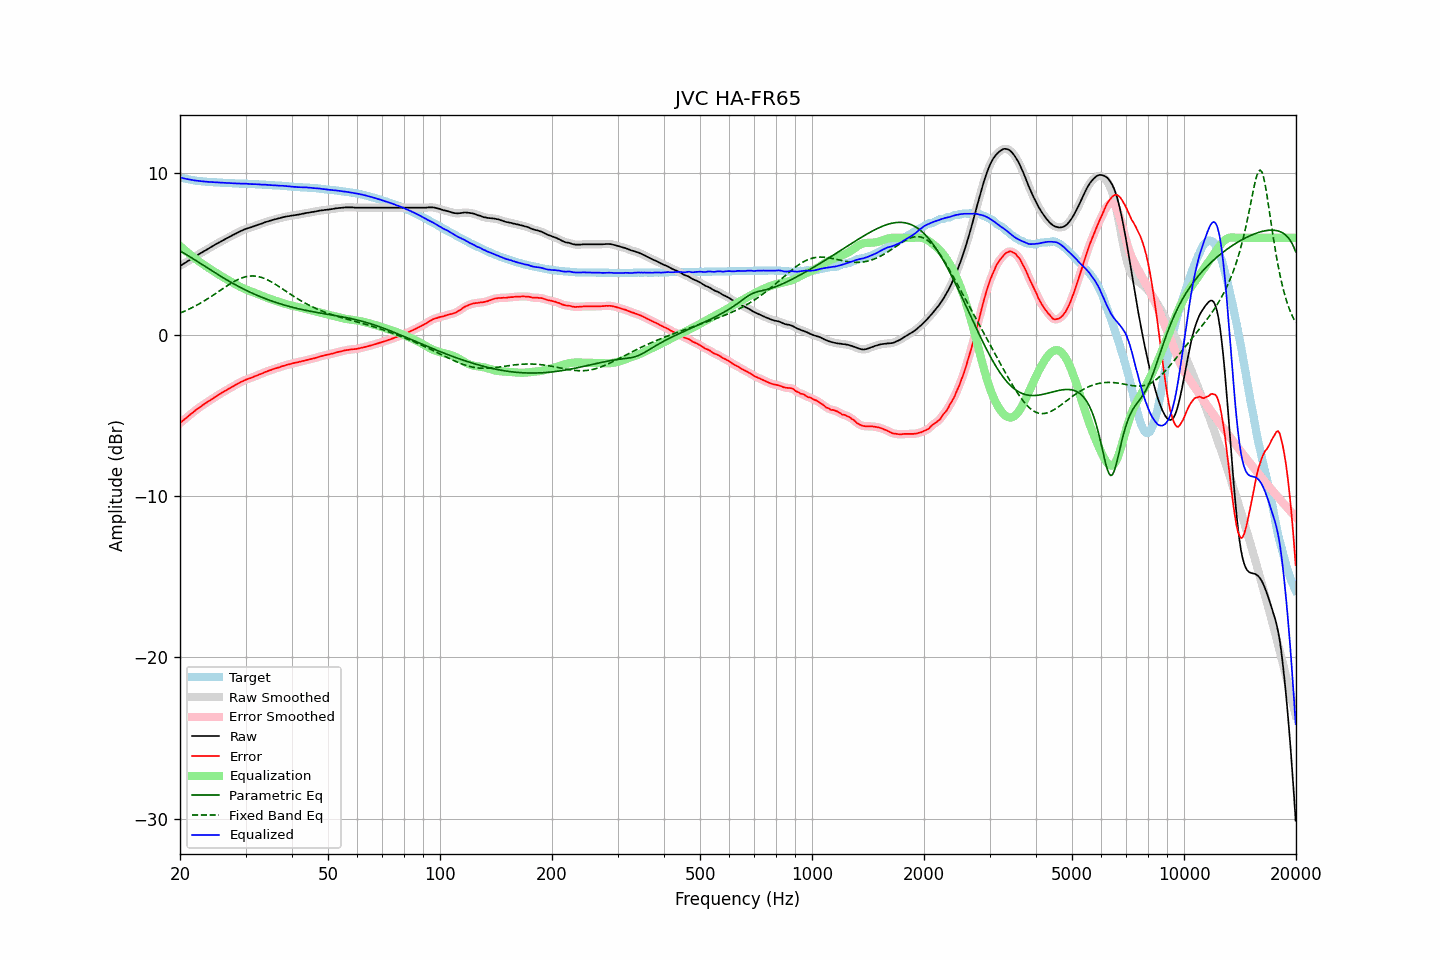 JVC HA-FR65
Amplitude (dBr)
10
0
−10
−20
−30
Target
Raw Smoothed
Error Smoothed
Raw
Error
Equalization
Parametric Eq
Fixed Band Eq
Equalized
20 50 100 200 500 1000 2000 5000 10000 20000
Frequency (Hz)